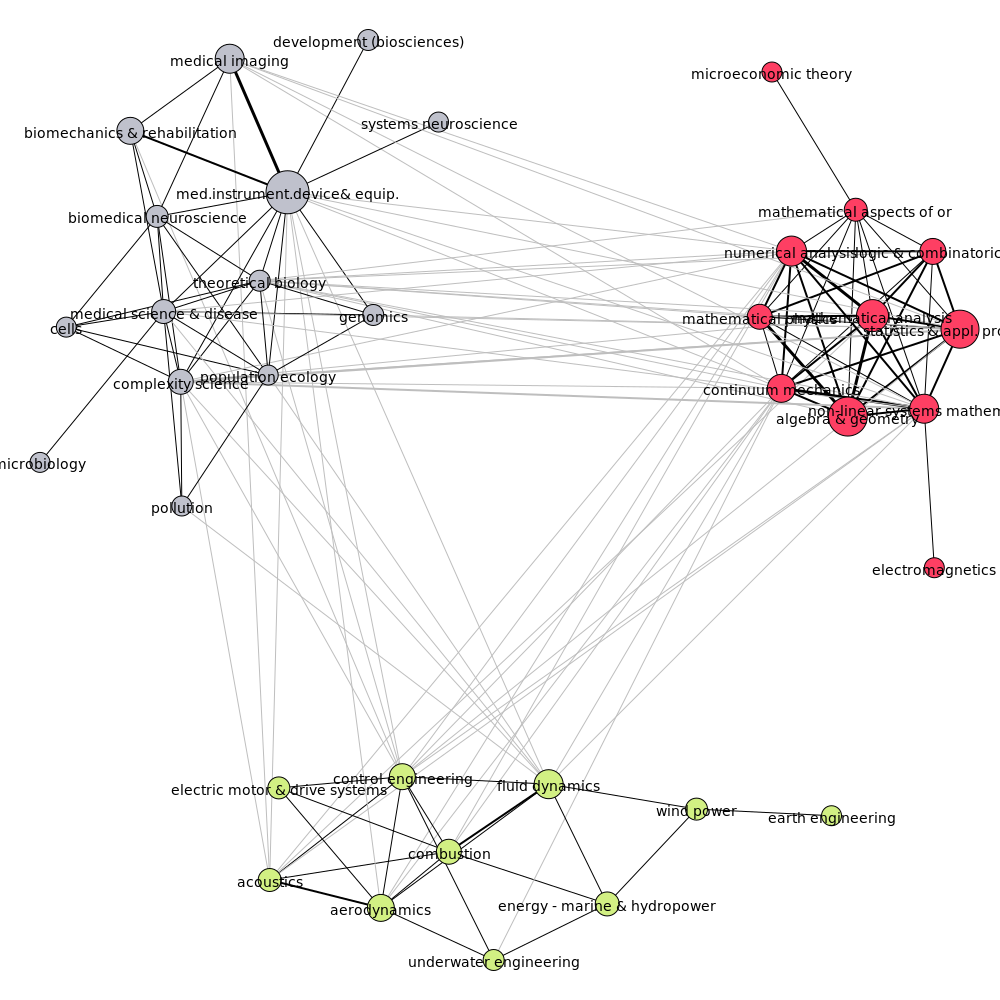 development (biosciences)
medical imaging
microeconomic theory
systems neuroscience
biomechanics & rehabilitation
med.instrument.device& equip.
mathematical aspects of or
biomedical neuroscience
numerical analysis
logic & combinatoric
theoretical biology
medical science & disease
genomics
mathematical physics
mathematical analysis
cells
statistics & appl. pro
population ecology
complexity science
continuum mechanics
non-linear systems mathem
algebra & geometry
microbiology
pollution
electromagnetics
control engineering
fluid dynamics
electric motor & drive systems
wind power
earth engineering
combustion
acoustics
energy - marine & hydropower
aerodynamics
underwater engineering